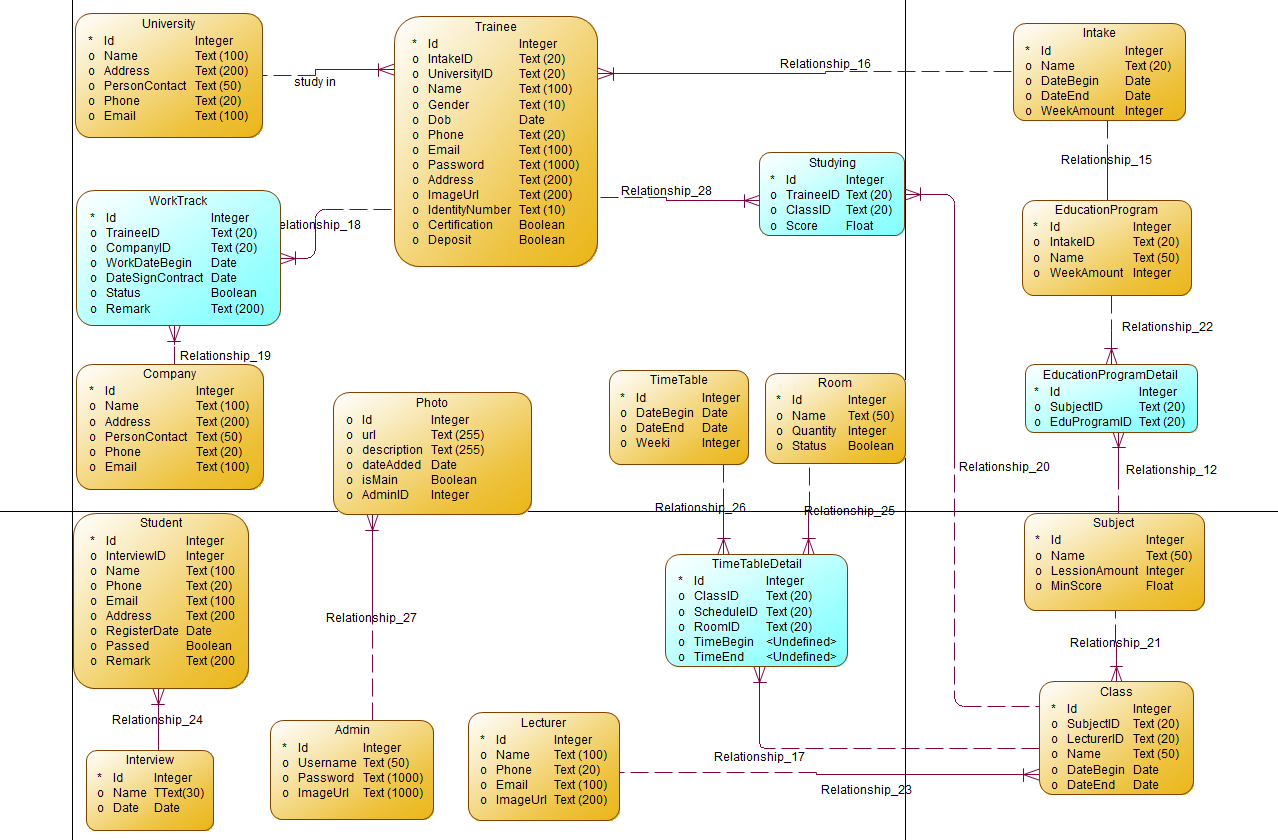 University
* Id Integer
o Name Text (100)
o Address Text (200)
o PersonContact Text (50)
o Phone Text (20)
o Email Text (100)
study in
Trainee
* Id Integer
o IntakeID Text (20)
o UniversityID Text (20)
o Name Text (100)
o Gender Text (10)
o Dob Date
o Phone Text (20)
o Email Text (100)
o Password Text (1000)
o Address Text (200)
o ImageUrl Text (200)
o IdentityNumber Text (10)
o Certification Boolean
o Deposit Boolean
Relationship_16
Intake
* Id Integer
o Name Text (20)
o DateBegin Date
o DateEnd Date
o WeekAmount Integer
Relationship_15
Studying
* Id Integer
o TraineeID Text (20)
o ClassID Text (20)
o Score Float
Relationship_28
WorkTrack
* Id Integer
o TraineeID Text (20)
o CompanyID Text (20)
o WorkDateBegin Date
o DateSignContract Date
o Status Boolean
o Remark Text (200)
elationship_18
EducationProgram
* Id Integer
o IntakeID Text (20)
o Name Text (50)
o WeekAmount Integer
Relationship_22
Relationship_19
Company
* Id Integer
o Name Text (100)
o Address Text (200)
o PersonContact Text (50)
o Phone Text (20)
o Email Text (100)
Photo
o Id Integer
o url Text (255)
o description Text (255)
o dateAdded Date
o isMain Boolean
o AdminID Integer
TimeTable
* Id Integer
o DateBegin Date
o DateEnd Date
o Weeki Integer
Room
* Id Integer
o Name Text (50)
o Quantity Integer
o Status Boolean
EducationProgramDetail
* Id Integer
o SubjectID Text (20)
o EduProgramID Text (20)
Relationship_20
Relationship_12
Relationship_26
Relationship_25
Student
* Id Integer
o InterviewID Integer
o Name Text (100
o Phone Text (20)
o Email Text (100
o Address Text (200
o RegisterDate Date
o Passed Boolean
o Remark Text (200
Relationship_27
TimeTableDetail
* Id Integer
o ClassID Text (20)
o ScheduleID Text (20)
o RoomID Text (20)
o TimeBegin <Undefined>
o TimeEnd <Undefined>
Subject
* Id Integer
o Name Text (50)
o LessionAmount Integer
o MinScore Float
Relationship_21
Relationship_24
Interview
* Id Integer
o Name TText(30)
o Date Date
Admin
* Id Integer
o Username Text (50)
o Password Text (1000)
o ImageUrl Text (1000)
Lecturer
* Id Integer
o Name Text (100)
o Phone Text (20)
o Email Text (100)
o ImageUrl Text (200)
Relationship_17
Relationship_23
Class
* Id Integer
o SubjectID Text (20)
o LecturerID Text (20)
o Name Text (50)
o DateBegin Date
o DateEnd Date